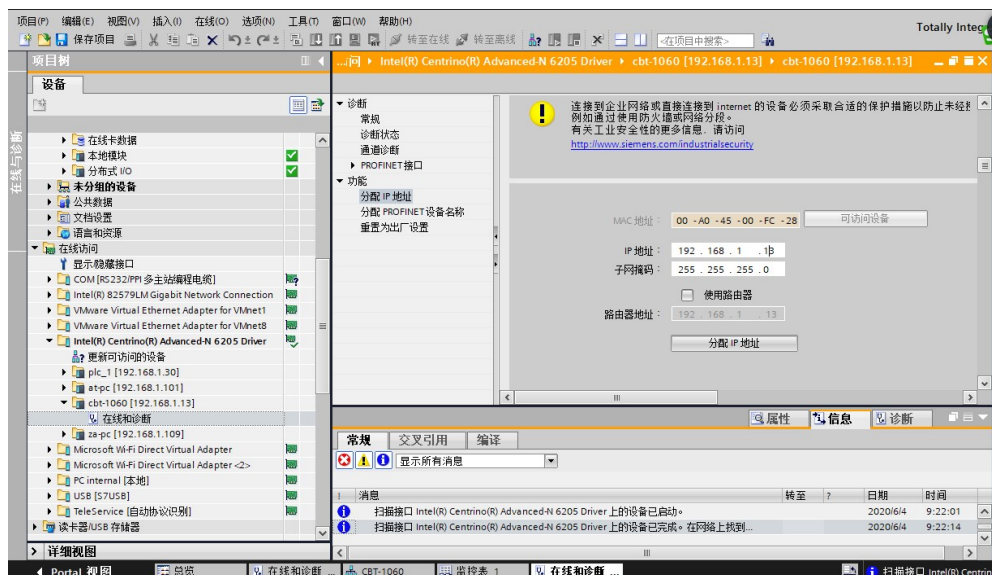 项目(P) 编辑(E) 视图(V) 插入(I) 在线(O) 选项(N) 工具(T) 窗口(W) 帮助(H)
Totally Integ
保存项目 转至在线 转至离线 <在项目中搜索>
项目树
...问] ▸ Intel(R) Centrino(R) Advanced-N 6205 Driver ▸ cbt-1060 [192.168.1.13] ▸ cbt-1060 [192.168.1.13]
设备
在线与诊断
在线卡数据
本地模块
分布式 I/O
未分组的设备
公共数据
文档设置
语言和资源
在线访问
显示/隐藏接口
COM [RS232/PPI 多主站编程电缆]
Intel(R) 82579LM Gigabit Network Connection
VMware Virtual Ethernet Adapter for VMnet1
VMware Virtual Ethernet Adapter for VMnet8
Intel(R) Centrino(R) Advanced-N 6205 Driver
更新可访问的设备
plc_1 [192.168.1.30]
at-pc [192.168.1.101]
cbt-1060 [192.168.1.13]
在线和诊断
za-pc [192.168.1.109]
Microsoft Wi-Fi Direct Virtual Adapter
Microsoft Wi-Fi Direct Virtual Adapter <2>
PC internal [本地]
USB [S7USB]
TeleService [自动协议识别]
读卡器/USB 存储器
详细视图
诊断
常规
诊断状态
通道诊断
PROFINET 接口
功能
分配 IP 地址
分配 PROFINET 设备名称
重置为出厂设置
连接到企业网络或直接连接到 internet 的设备必须采取合适的保护措施以防止未经
例如通过使用防火墙或网络分段。
有关工业安全性的更多信息，请访问
http://www.siemens.com/industrialsecurity
MAC 地址： 00 -A0 -45 -00 -FC -28 可访问设备
IP 地址： 192 . 168 . 1 . 13
子网掩码： 255 . 255 . 255 . 0
使用路由器
路由器地址： 192 . 168 . 1 . 13
分配 IP 地址
属性 信息 诊断
常规 交叉引用 编译
显示所有消息
! 消息 转至 ? 日期 时间
扫描接口 Intel(R) Centrino(R) Advanced-N 6205 Driver 上的设备已启动。 2020/6/4 9:22:01
扫描接口 Intel(R) Centrino(R) Advanced-N 6205 Driver 上的设备已完成。在网络上找到... 2020/6/4 9:22:14
Portal 视图 总览 在线和诊断 ... CBT-1060 监控表_1 在线和诊断 ... 扫描接口 Intel(R) Centrin